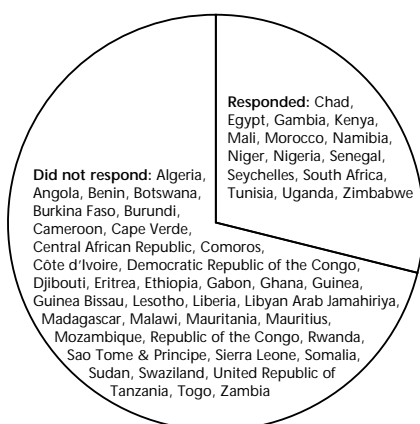 Responded: Chad,
Egypt, Gambia, Kenya,
Mali, Morocco, Namibia,
Niger, Nigeria, Senegal,
Seychelles, South Africa,
Tunisia, Uganda, Zimbabwe
Did not respond: Algeria,
Angola, Benin, Botswana,
Burkina Faso, Burundi,
Cameroon, Cape Verde,
Central African Republic, Comoros,
Côte d'Ivoire, Democratic Republic of the Congo,
Djibouti, Eritrea, Ethiopia, Gabon, Ghana, Guinea,
Guinea Bissau, Lesotho, Liberia, Libyan Arab Jamahiriya,
Madagascar, Malawi, Mauritania, Mauritius,
Mozambique, Republic of the Congo, Rwanda,
Sao Tome & Principe, Sierra Leone, Somalia,
Sudan, Swaziland, United Republic of
Tanzania, Togo, Zambia